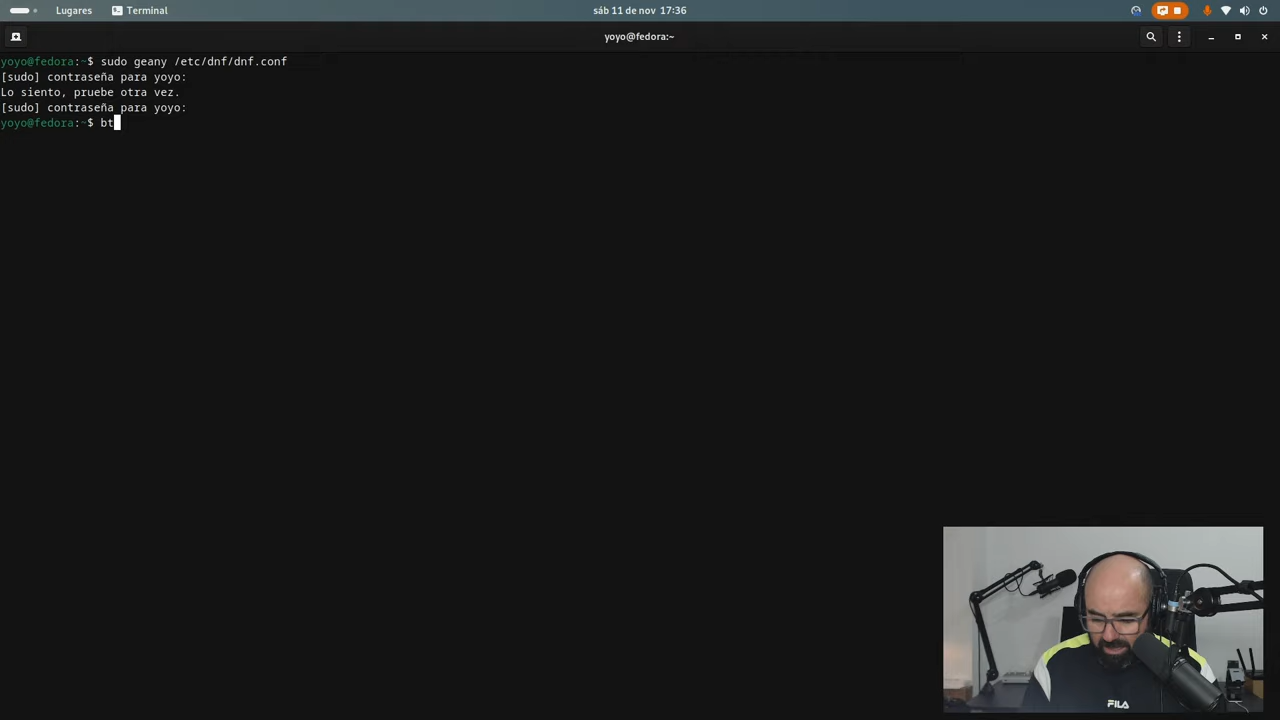 Lugares
Terminal
sáb 11 de nov 17:36
yoyo@fedora:~
yoyo@fedora:~$ sudo geany /etc/dnf/dnf.conf
[sudo] contraseña para yoyo:
Lo siento, pruebe otra vez.
[sudo] contraseña para yoyo:
yoyo@fedora:~$ bt
FILA